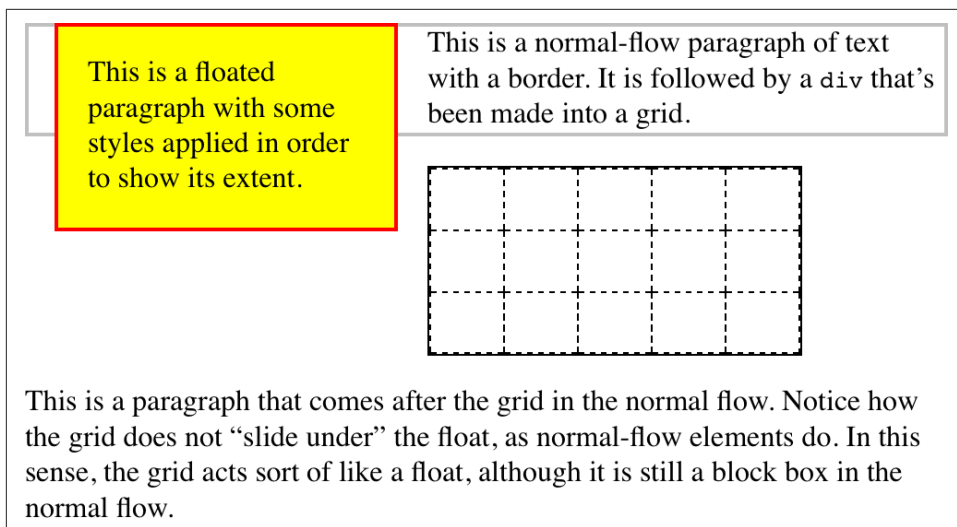 This is a floated
paragraph with some
styles applied in order
to show its extent.
This is a normal-flow paragraph of text
with a border. It is followed by a div that’s
been made into a grid.
This is a paragraph that comes after the grid in the normal flow. Notice how
the grid does not “slide under” the float, as normal-flow elements do. In this
sense, the grid acts sort of like a float, although it is still a block box in the
normal flow.